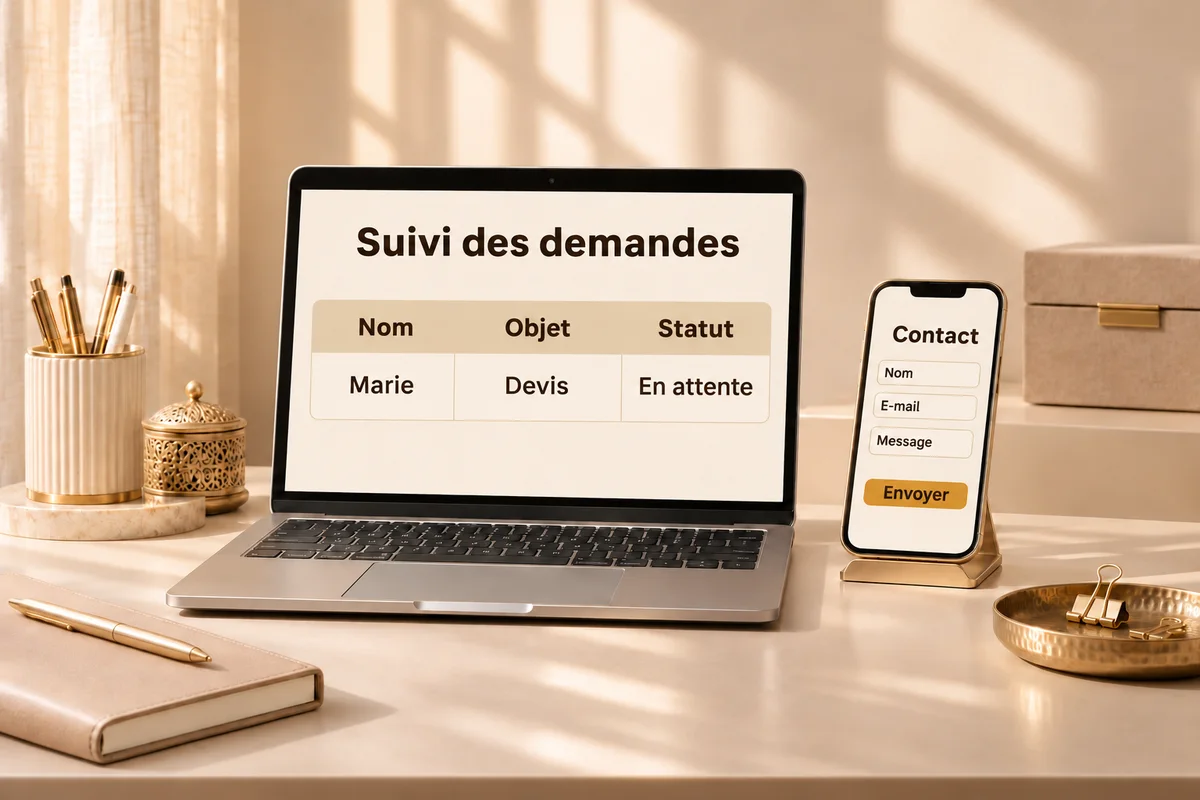 Suivi des demandes
Nom Objet Statut
Marie Devis En attente
Contact
Nom
E-mail
Message
Envoyer